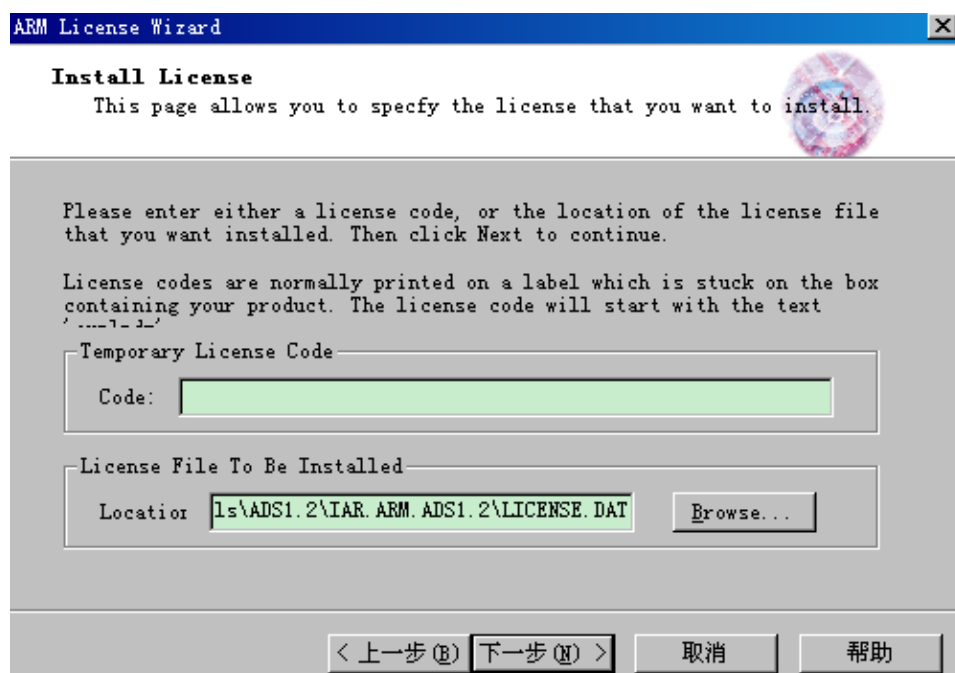 ARM License Wizard
Install License
This page allows you to specfy the license that you want to install.
Please enter either a license code, or the location of the license file
that you want installed. Then click Next to continue.
License codes are normally printed on a label which is stuck on the box
containing your product. The license code will start with the text
Temporary License Code
Code:
License File To Be Installed
Location ls\ADS1.2\IAR.ARM.ADS1.2\LICENSE.DAT Browse...
< 上一步(B) 下一步(N) > 取消 帮助